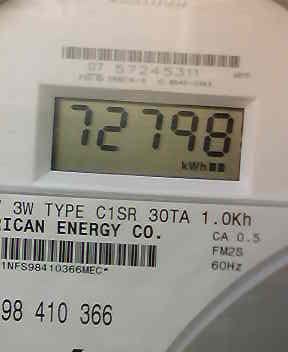 07 57245311
72798
kWh
3W TYPE C1SR 30TA 1.0Kh
RICAN ENERGY CO. CA 0.5
FM2S
1NFS98410366MEC* 60Hz
98 410 366